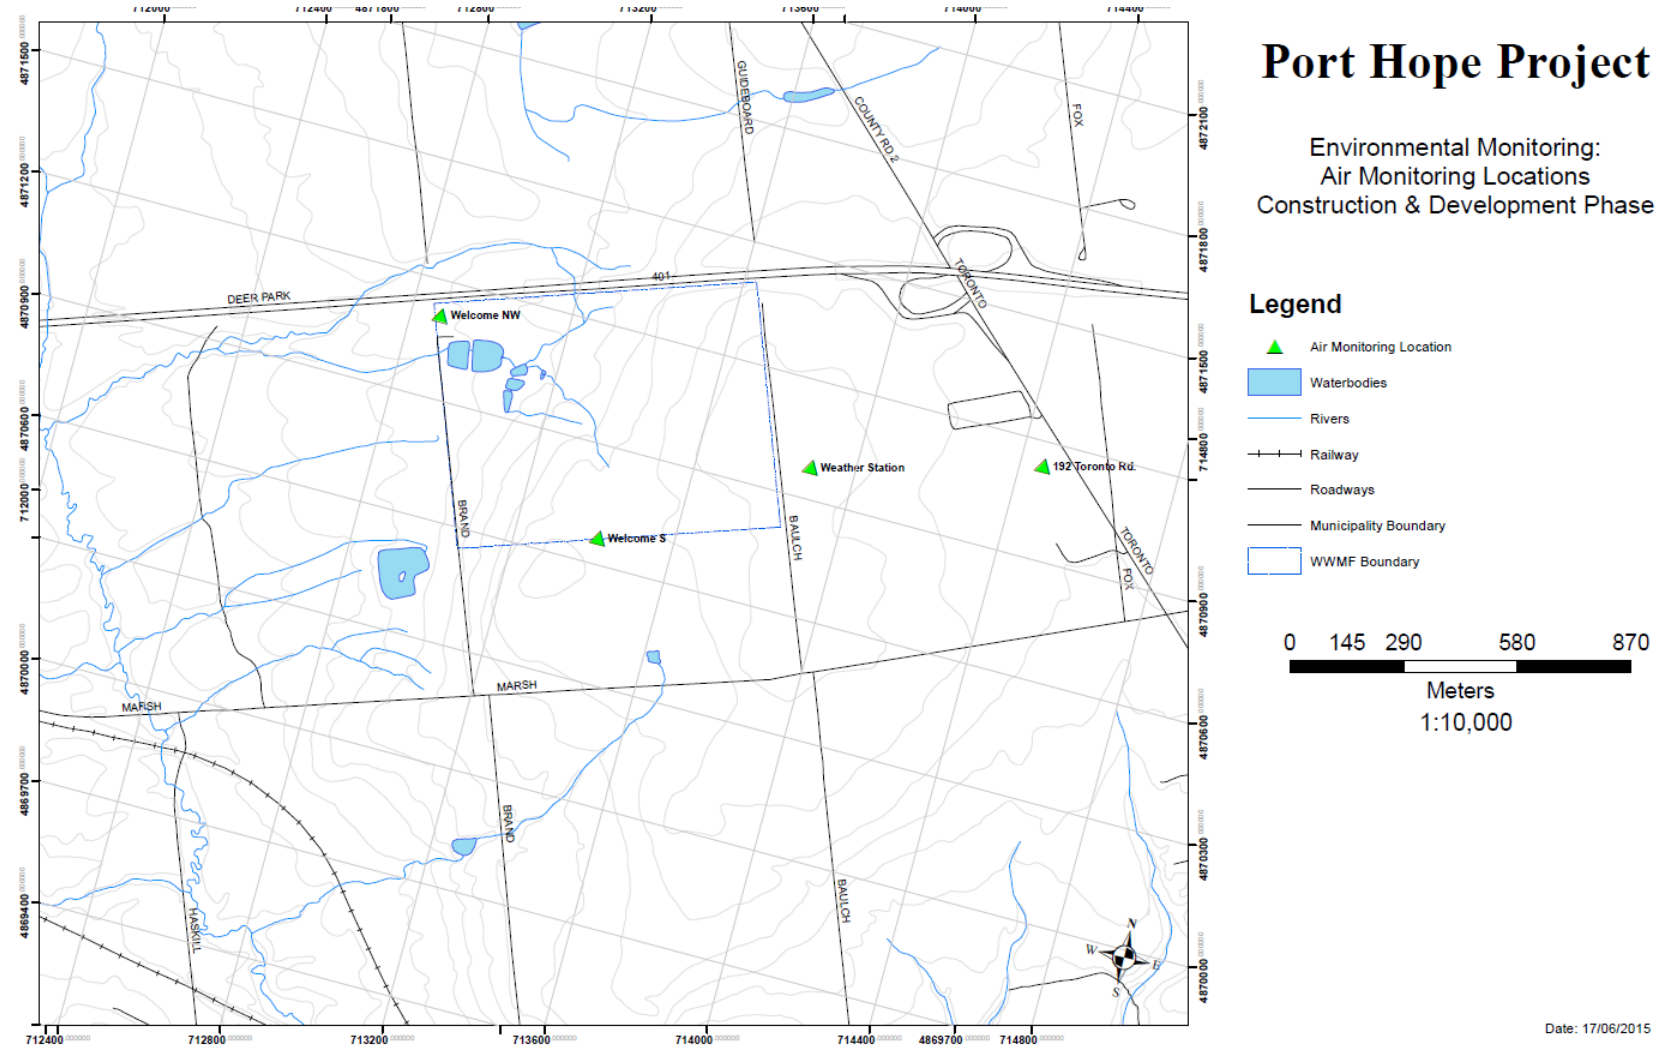 712000
712400
4871800
712800
713200
713600
714000
714400
4871500
4871200
4870900
4870600
712000
4870000
4869700
4869400
GUIDEBOARD
COUNTY RD 2
FOX
4872100
4871800
401
DEER PARK
TORONTO
Welcome NW
4871500
714800
Weather Station
192 Toronto Rd.
BRAND
Welcome S
BAULCH
TORONTO
FOX
4870900
MARSH
MARSH
4870600
BRAND
4870300
BAULCH
HASKILL
N
W
E
S
4870000
712400
712800
713200
713600
714000
714400
4869700
714800
Port Hope Project
Environmental Monitoring:
Air Monitoring Locations
Construction & Development Phase
Legend
Air Monitoring Location
Waterbodies
Rivers
Railway
Roadways
Municipality Boundary
WWMF Boundary
0 145 290 580 870
Meters
1:10,000
Date: 17/06/2015